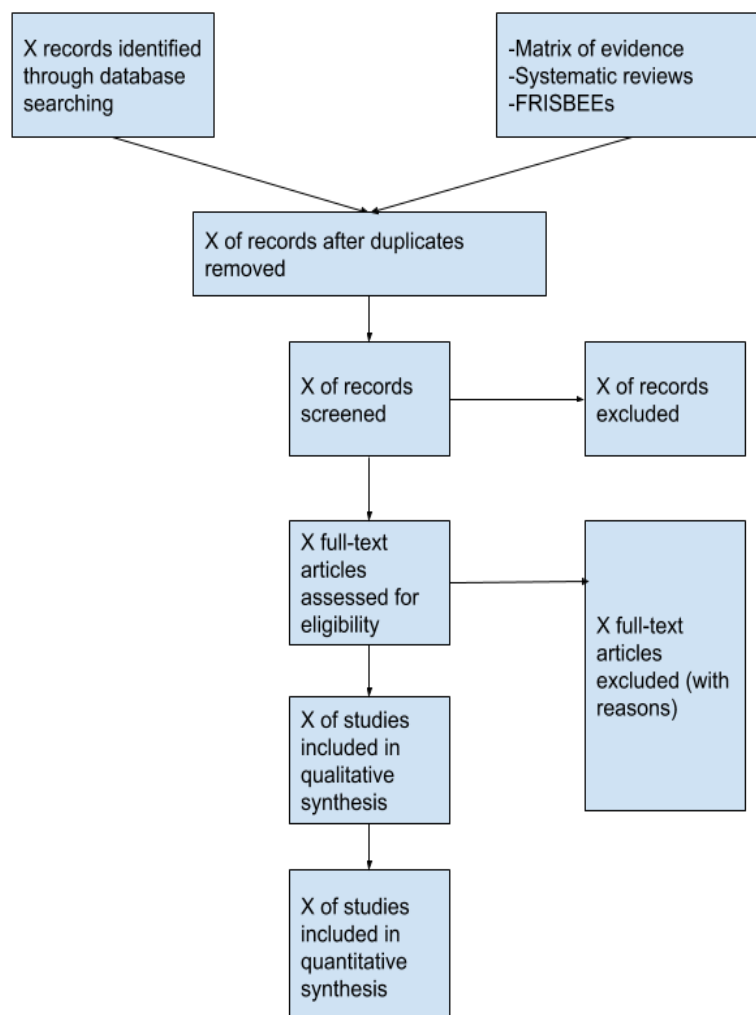 X records identified
through database
searching
-Matrix of evidence
-Systematic reviews
-FRISBEEs
X of records after duplicates
removed
X of records
screened
X of records
excluded
X full-text
articles
assessed for
eligibility
X full-text
articles
excluded (with
reasons)
X of studies
included in
qualitative
synthesis
X of studies
included in
quantitative
synthesis